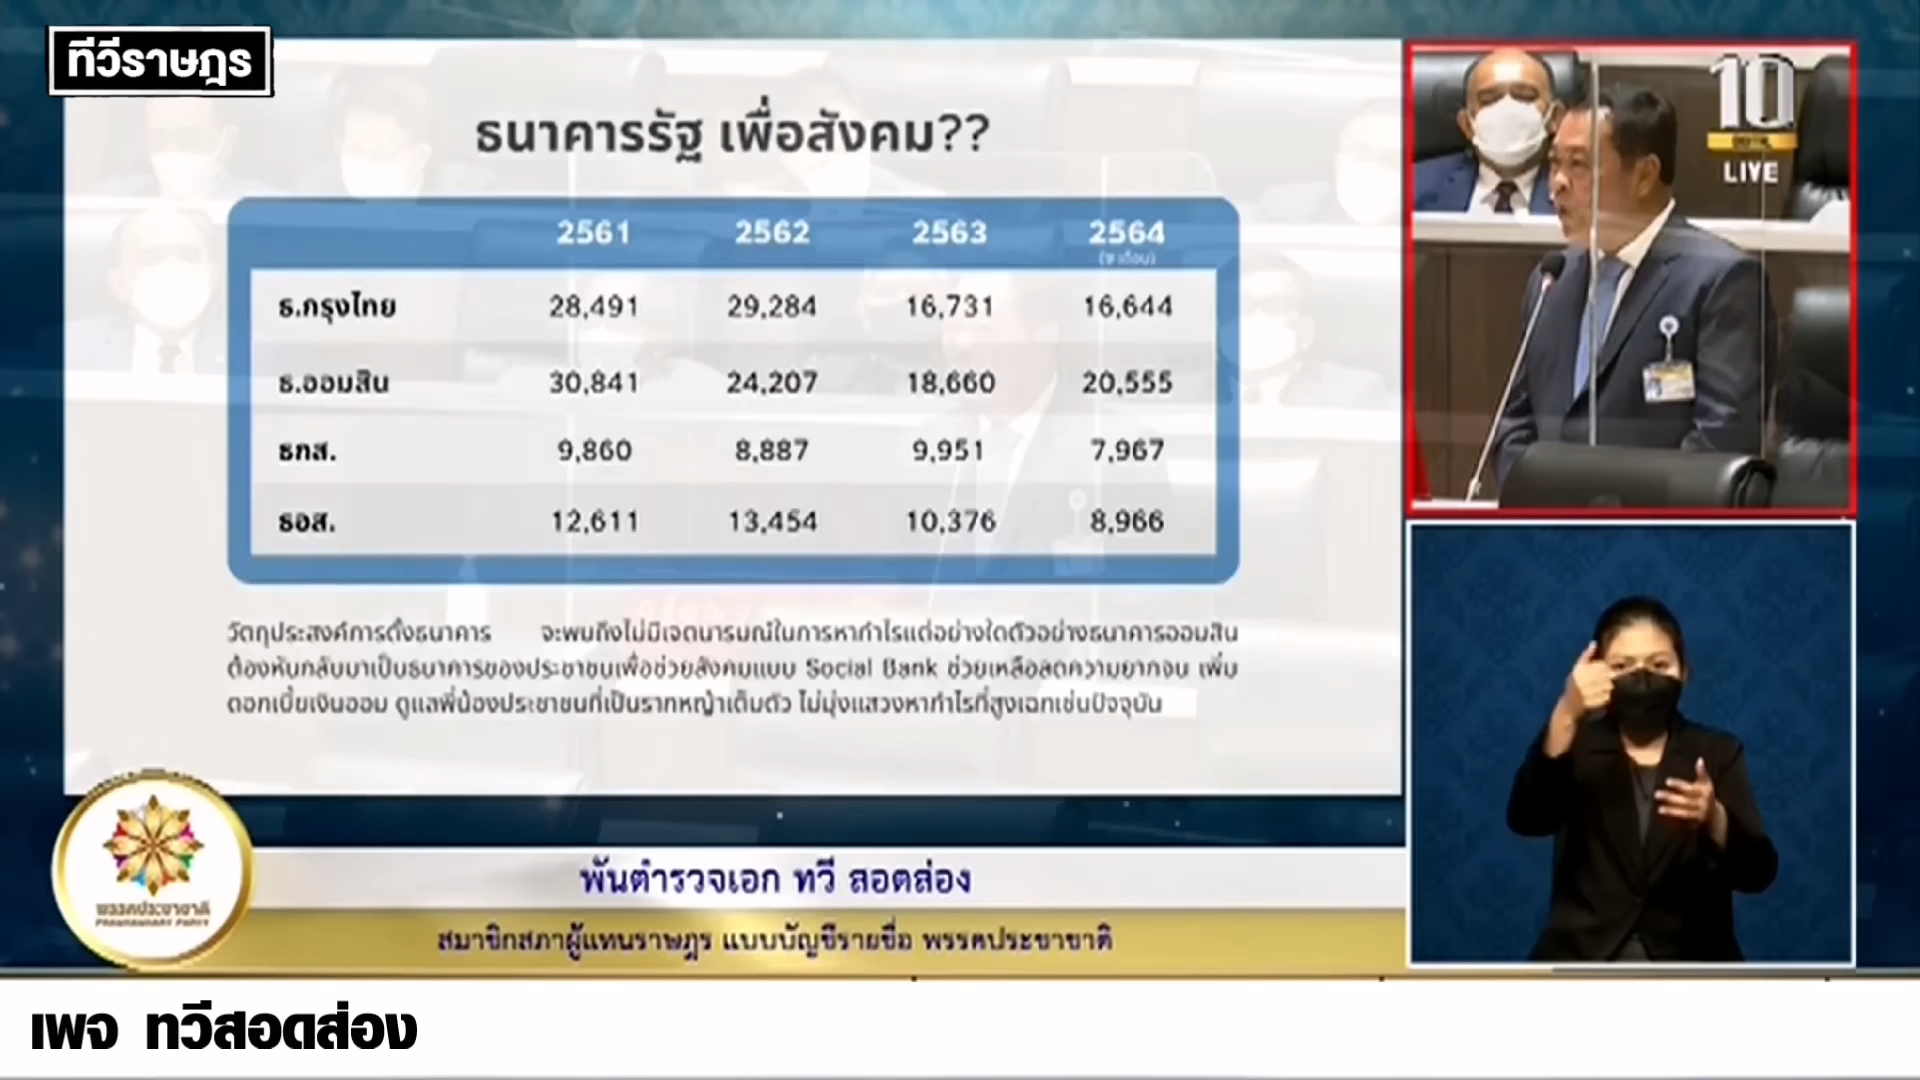 ทีวีราษฎร
ธนาคารรัฐ เพื่อสังคม??
2561 2562 2563 2564
ธ.กรุงไทย 28,491 29,284 16,731 16,644
ธ.ออมสิน 30,841 24,207 18,660 20,555
ธกส. 9,860 8,887 9,951 7,967
ธอส. 12,611 13,454 10,376 8,966
วัตถุประสงค์การตั้งธนาคาร จะพบถึงไม่มีเจตนารมณ์ในการหากำไรแต่อย่างใดตัวอย่างธนาคารออมสิน
ต้องหันกลับมาเป็นธนาคารของประชาชนเพื่อช่วยสังคมแบบ Social Bank ช่วยเหลือลดความยากจน เพิ่ม
ดอกเบี้ยเงินออม ดูแลพี่น้องประชาชนที่เป็นรากหญ้าเต็มตัว ไม่มุ่งแสวงหากำไรที่สูงเฉกเช่นปัจจุบัน
10
LIVE
พรรคประชาชาติ
PRACHACHART PARTY
พันตำรวจเอก ทวี สอดส่อง
สมาชิกสภาผู้แทนราษฎร แบบบัญชีรายชื่อ พรรคประชาชาติ
เพจ ทวีสอดส่อง